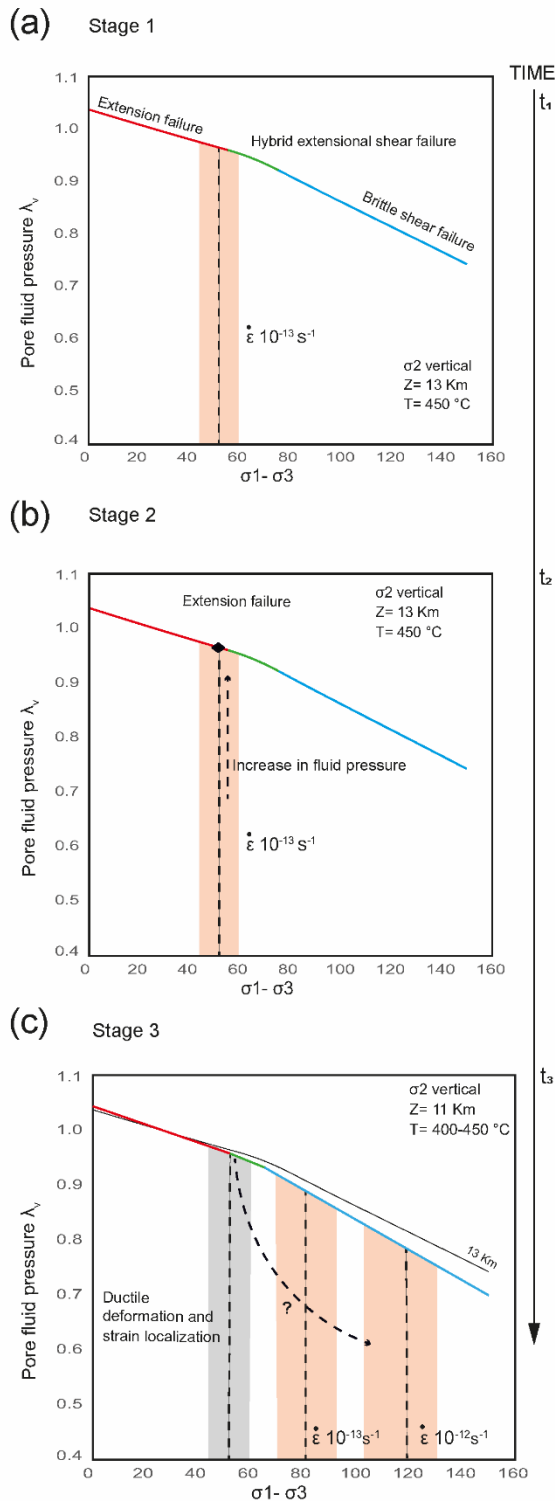 (a) Stage 1
TIME
t₁
1.1
1.0
0.9
0.8
0.7
0.6
0.5
0.4
Pore fluid pressure λv
Extension failure
Hybrid extensional shear failure
Brittle shear failure
ε̇ 10⁻¹³ s⁻¹
σ2 vertical
Z= 13 Km
T= 450 °C
0 20 40 60 80 100 120 140 160
σ1- σ3
(b) Stage 2
t₂
1.1
1.0
0.9
0.8
0.7
0.6
0.5
0.4
Pore fluid pressure λv
Extension failure
σ2 vertical
Z= 13 Km
T= 450 °C
Increase in fluid pressure
ε̇ 10⁻¹³ s⁻¹
0 20 40 60 80 100 120 140 160
σ1- σ3
(c) Stage 3
t₃
1.1
1.0
0.9
0.8
0.7
0.6
0.5
0.4
Pore fluid pressure λv
σ2 vertical
Z= 11 Km
T= 400-450 °C
13 Km
Ductile
deformation and
strain localization
?
ε̇ 10⁻¹³s⁻¹
ε̇ 10⁻¹²s⁻¹
0 20 40 60 80 100 120 140 160
σ1- σ3